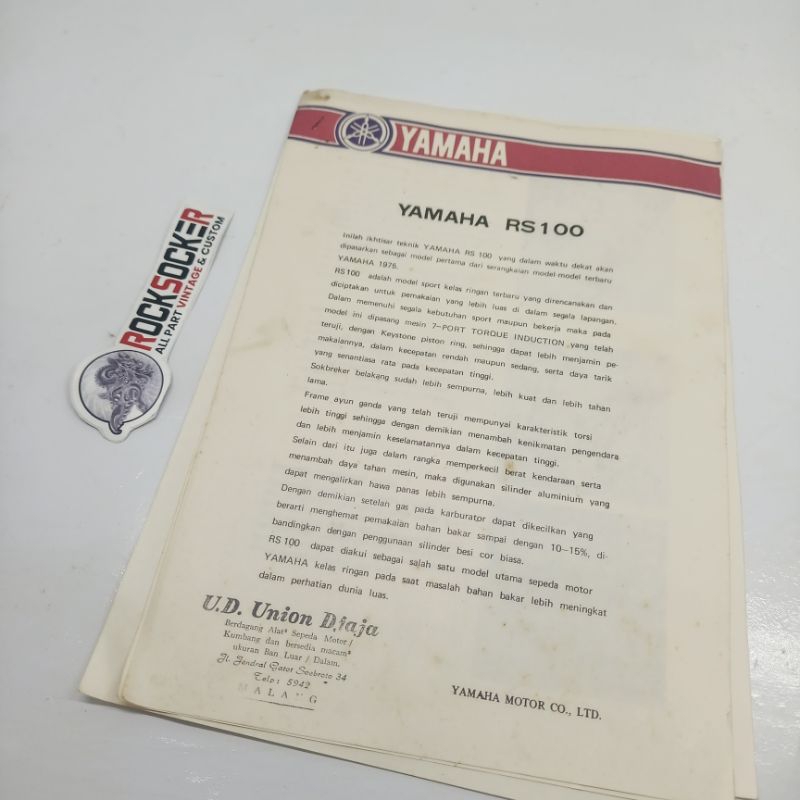 YAMAHA
YAMAHA RS100
Inilah ikhtisar teknik YAMAHA RS 100 yang dalam waktu dekat akan
dipasarkan sebagai model pertama dari serangkaian model-model terbaru
YAMAHA 1975.
RS100 adalah model sport kelas ringan terbaru yang direncanakan dan
diciptakan untuk pemakaian yang lebih luas di dalam segala lapangan.
Dalam memenuhi segala kebutuhan sport maupun bekerja maka pada
model ini dipasang mesin 7-PORT TORQUE INDUCTION yang telah
teruji, dengan Keystone piston ring, sehingga dapat lebih menjamin pe-
makaiannya, dalam kecepatan rendah maupun sedang, serta daya tarik
yang senantiasa rata pada kecepatan tinggi.
Sokbreker belakang sudah lebih sempurna, lebih kuat dan lebih tahan
lama.
Frame ayun ganda yang telah teruji mempunyai karakteristik torsi
lebih tinggi sehingga dengan demikian menambah kenikmatan pengendara
dan lebih menjamin keselamatannya dalam kecepatan tinggi.
Selain dari itu juga dalam rangka memperkecil berat kendaraan serta
menambah daya tahan mesin, maka digunakan silinder aluminium yang
dapat mengalirkan hawa panas lebih sempurna.
Dengan demikian setelan gas pada karburator dapat dikecilkan yang
berarti menghemat pemakaian bahan bakar sampai dengan 10-15%, di-
bandingkan dengan penggunaan silinder besi cor biasa.
RS100 dapat diakui sebagai salah satu model utama sepeda motor
YAMAHA kelas ringan pada saat masalah bahan bakar lebih meningkat
dalam perhatian dunia luas.
U.D. Union Djaja
Berdagang Alat² Sepeda Motor /
Kumbang dan bersedia macam²
ukuran Ban Luar / Dalam.
Jl. Jendral Gatot Soebroto 34
Telp : 5942
MALANG
YAMAHA MOTOR CO., LTD.
ROCKSOCKER
ALL PART VINTAGE & CUSTOM